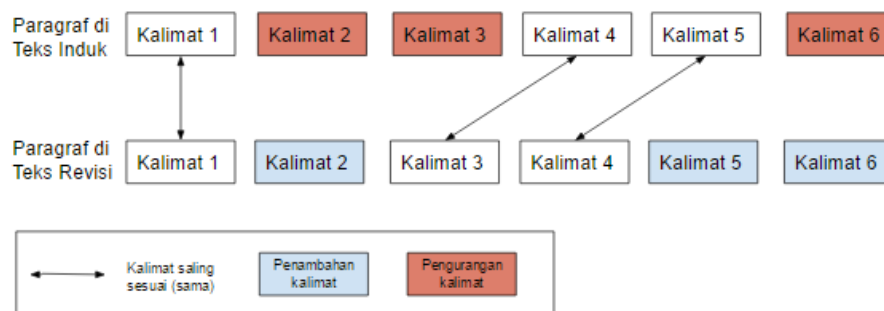 Paragraf di
Teks Induk
Kalimat 1
Kalimat 2
Kalimat 3
Kalimat 4
Kalimat 5
Kalimat 6
Paragraf di
Teks Revisi
Kalimat 1
Kalimat 2
Kalimat 3
Kalimat 4
Kalimat 5
Kalimat 6
Kalimat saling
sesuai (sama)
Penambahan
kalimat
Pengurangan
kalimat